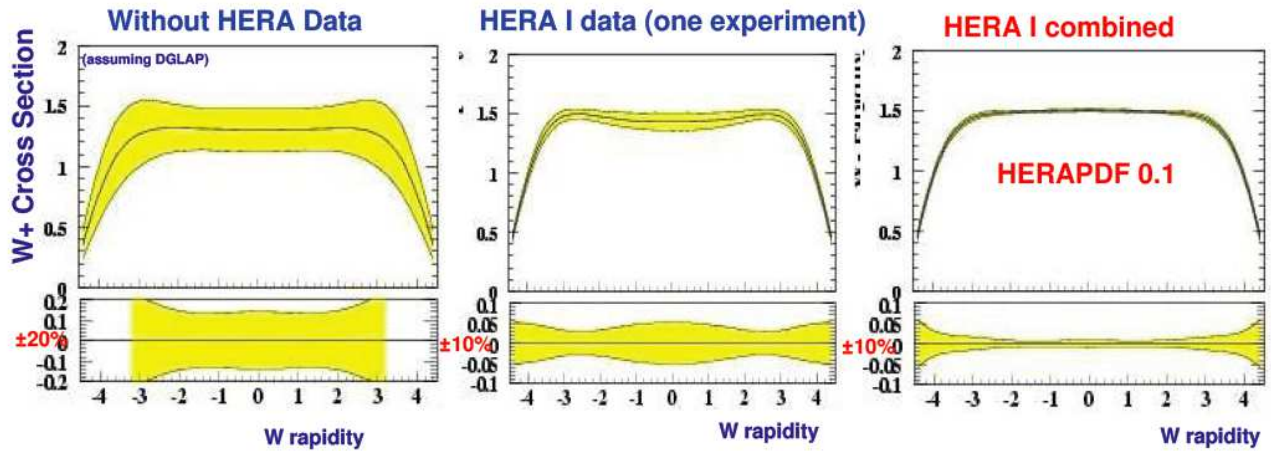 Without HERA Data
HERA I data (one experiment)
HERA I combined
W+ Cross Section
(assuming DGLAP)
2
1.5
1
0.5
0
0.2
0.1
0
-0.1
-0.2
±20%
-4 -3 -2 -1 0 1 2 3 4
W rapidity
2
1.5
1
0.5
0
0.1
0.05
0
-0.05
-0.1
±10%
-4 -3 -2 -1 0 1 2 3 4
W rapidity
HERAPDF 0.1
2
1.5
1
0.5
0
0.1
0.05
0
-0.05
-0.1
±10%
-4 -3 -2 -1 0 1 2 3 4
W rapidity